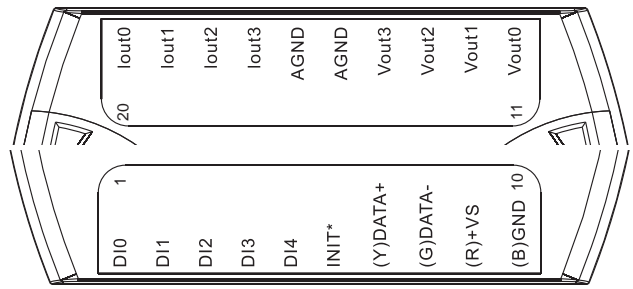 Iout0 Iout1 Iout2 Iout3 AGND AGND Vout3 Vout2 Vout1 Vout0
20 11
1 10
DI0 DI1 DI2 DI3 DI4 INIT* (Y)DATA+ (G)DATA- (R)+VS (B)GND